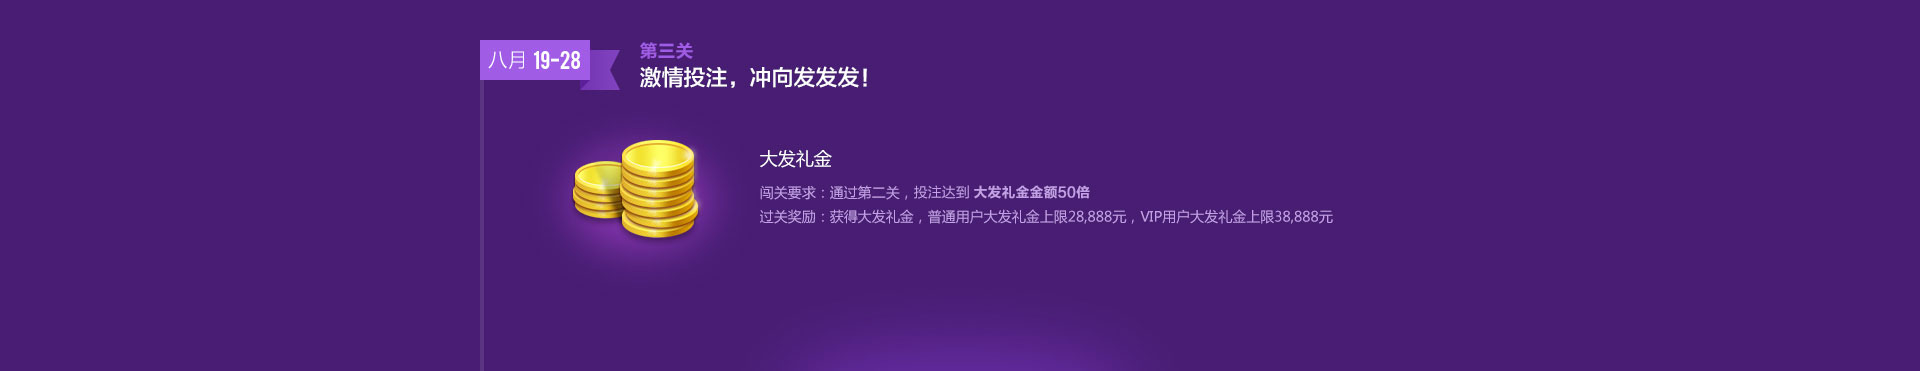 八月 19-28
第三关
激情投注，冲向发发发！
大发礼金
闯关要求：通过第二关，投注达到 大发礼金金额50倍
过关奖励：获得大发礼金，普通用户大发礼金上限28,888元，VIP用户大发礼金上限38,888元